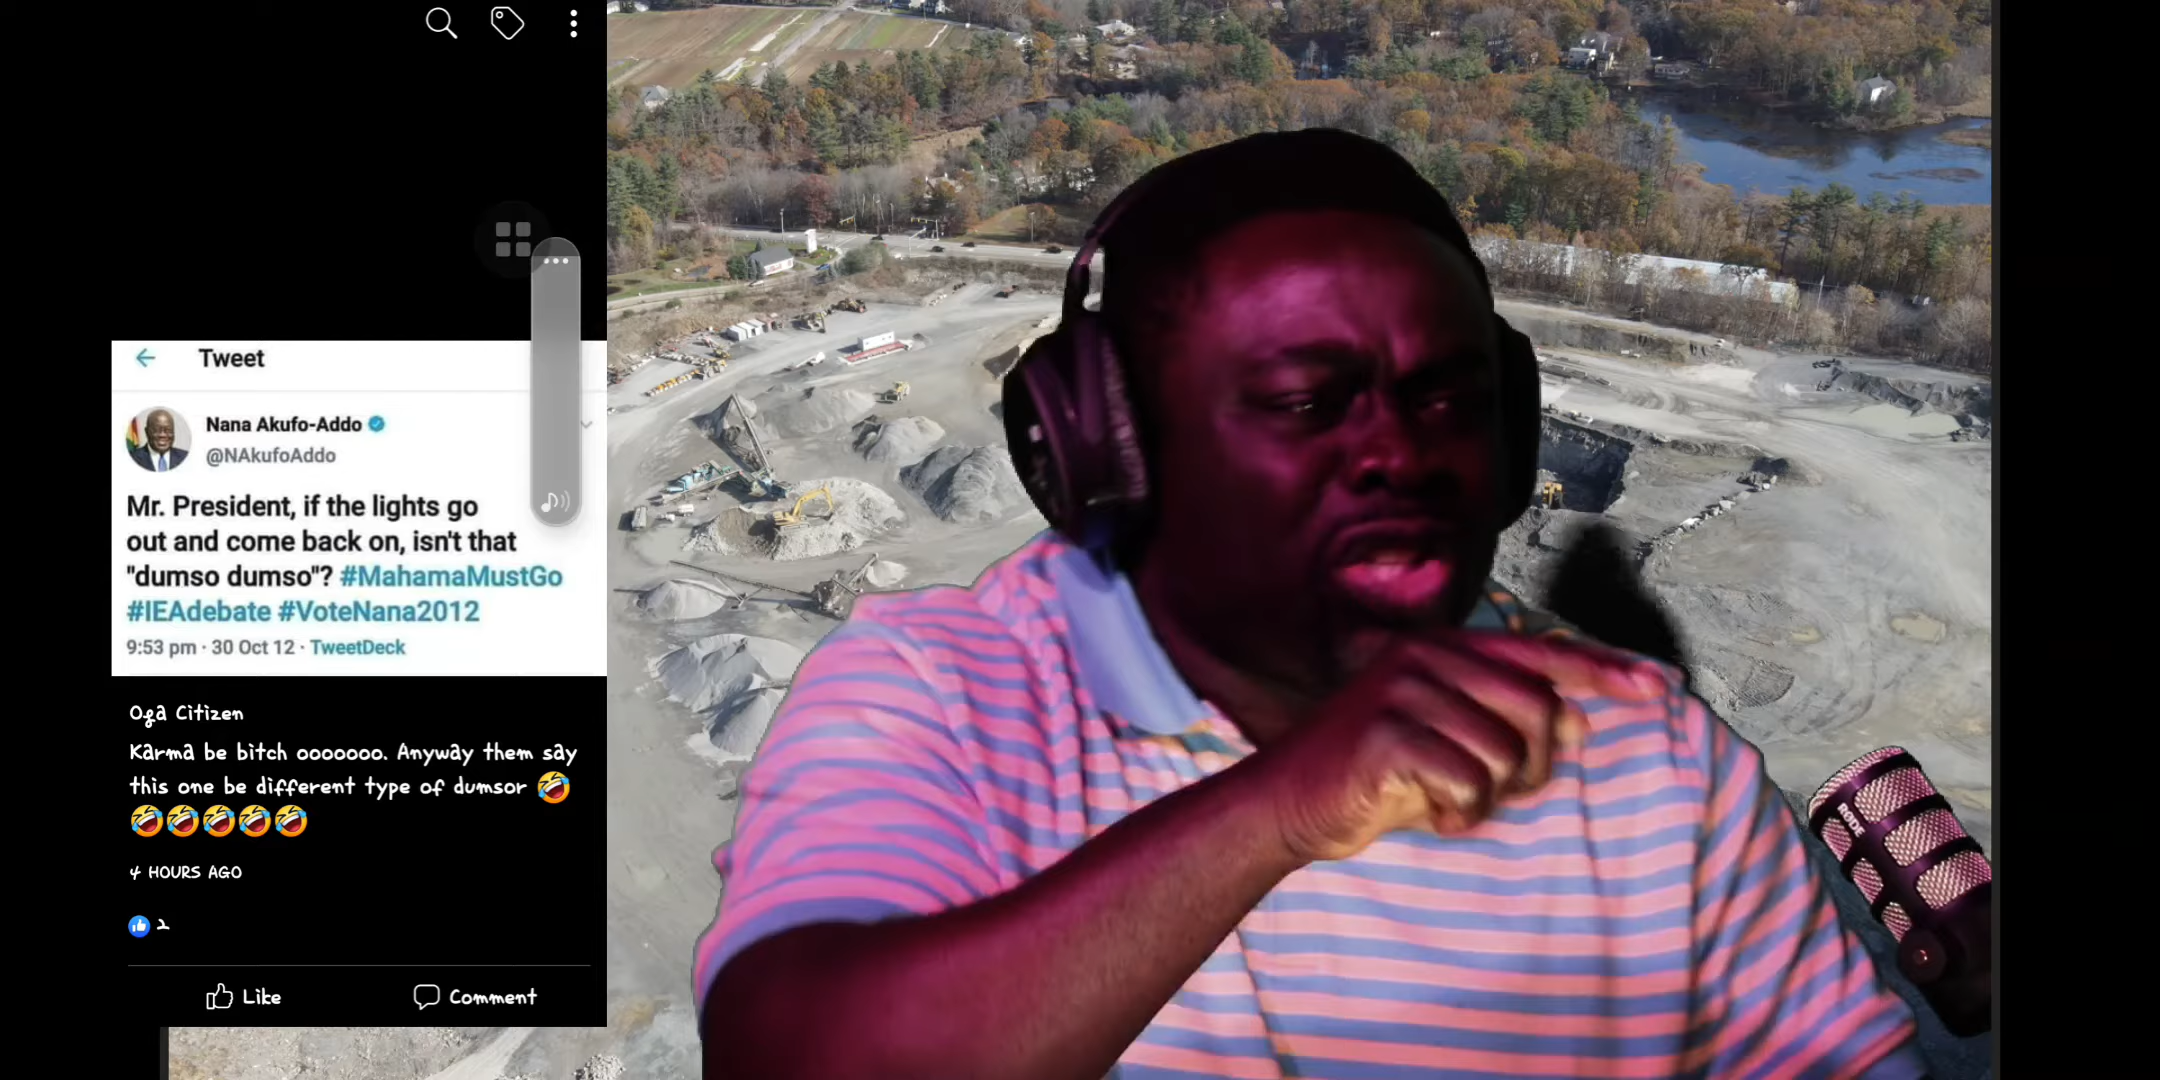 Tweet
Nana Akufo-Addo
@NAkufoAddo
Mr. President, if the lights go
out and come back on, isn't that
"dumso dumso"? #MahamaMustGo
#IEAdebate #VoteNana2012
9:53 pm · 30 Oct 12 · TweetDeck
Oga Citizen
Karma be bitch ooooooo. Anyway them say
this one be different type of dumsor 🤣
🤣🤣🤣🤣🤣
4 HOURS AGO
2
Like
Comment
RØDE